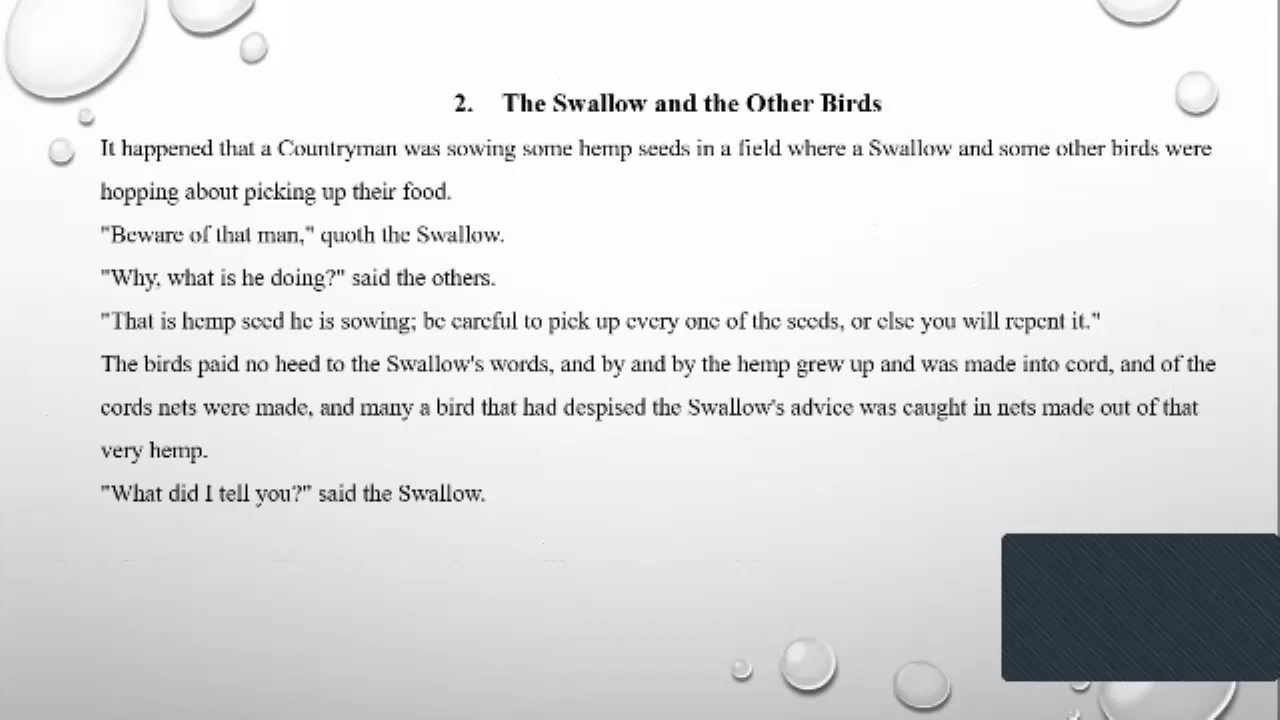 2. The Swallow and the Other Birds
It happened that a Countryman was sowing some hemp seeds in a field where a Swallow and some other birds were
hopping about picking up their food.
"Beware of that man," quoth the Swallow.
"Why, what is he doing?" said the others.
"That is hemp seed he is sowing; be careful to pick up every one of the seeds, or else you will repent it."
The birds paid no heed to the Swallow's words, and by and by the hemp grew up and was made into cord, and of the
cords nets were made, and many a bird that had despised the Swallow's advice was caught in nets made out of that
very hemp.
"What did I tell you?" said the Swallow.